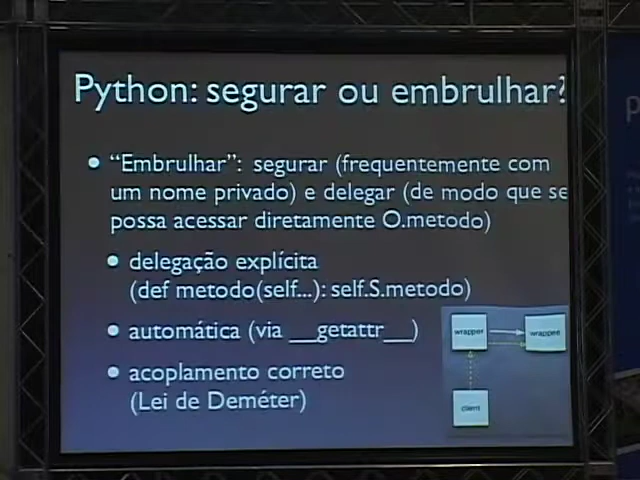 Python: segurar ou embrulhar?
• “Embrulhar”: segurar (frequentemente com
um nome privado) e delegar (de modo que se
possa acessar diretamente O.metodo)
• delegação explícita
(def metodo(self...): self.S.metodo)
• automática (via __getattr__)
• acoplamento correto
(Lei de Deméter)
wrapper
wrappee
client
P